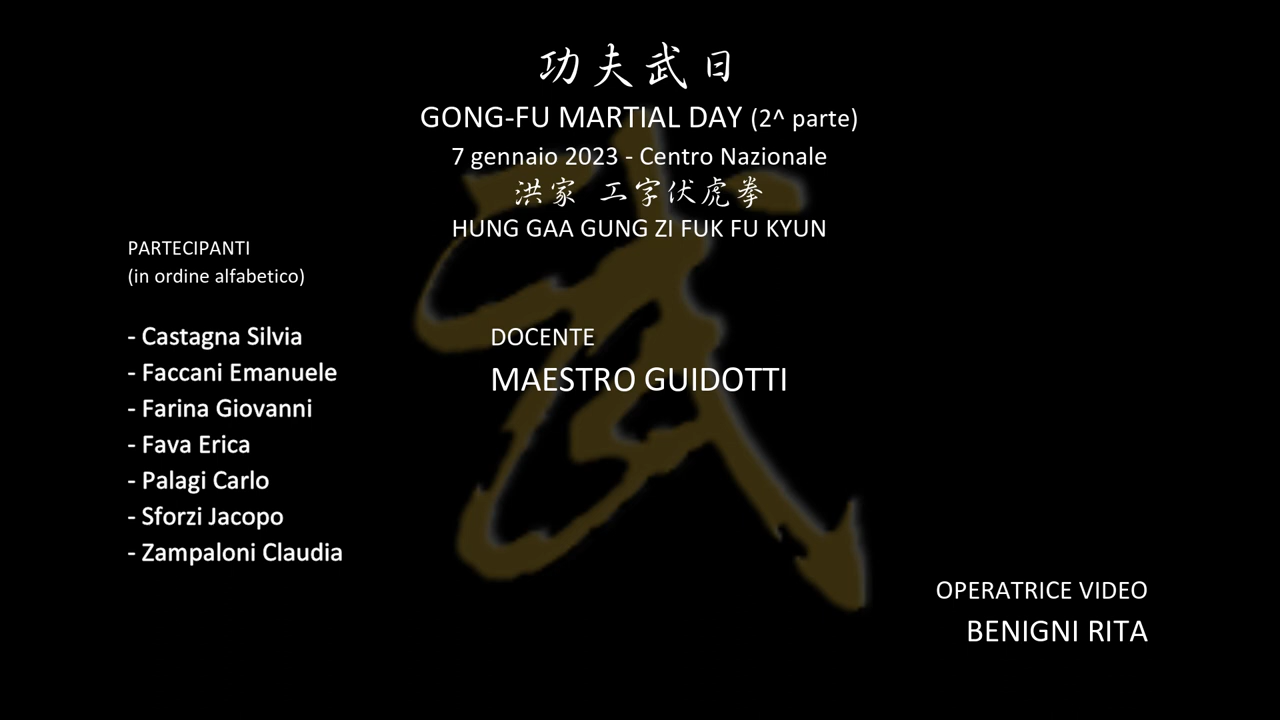 功夫武日
GONG-FU MARTIAL DAY (2^ parte)
7 gennaio 2023 - Centro Nazionale
洪家 工字伏虎拳
HUNG GAA GUNG ZI FUK FU KYUN
PARTECIPANTI
(in ordine alfabetico)
- Castagna Silvia
- Faccani Emanuele
- Farina Giovanni
- Fava Erica
- Palagi Carlo
- Sforzi Jacopo
- Zampaloni Claudia
DOCENTE
MAESTRO GUIDOTTI
OPERATRICE VIDEO
BENIGNI RITA
武